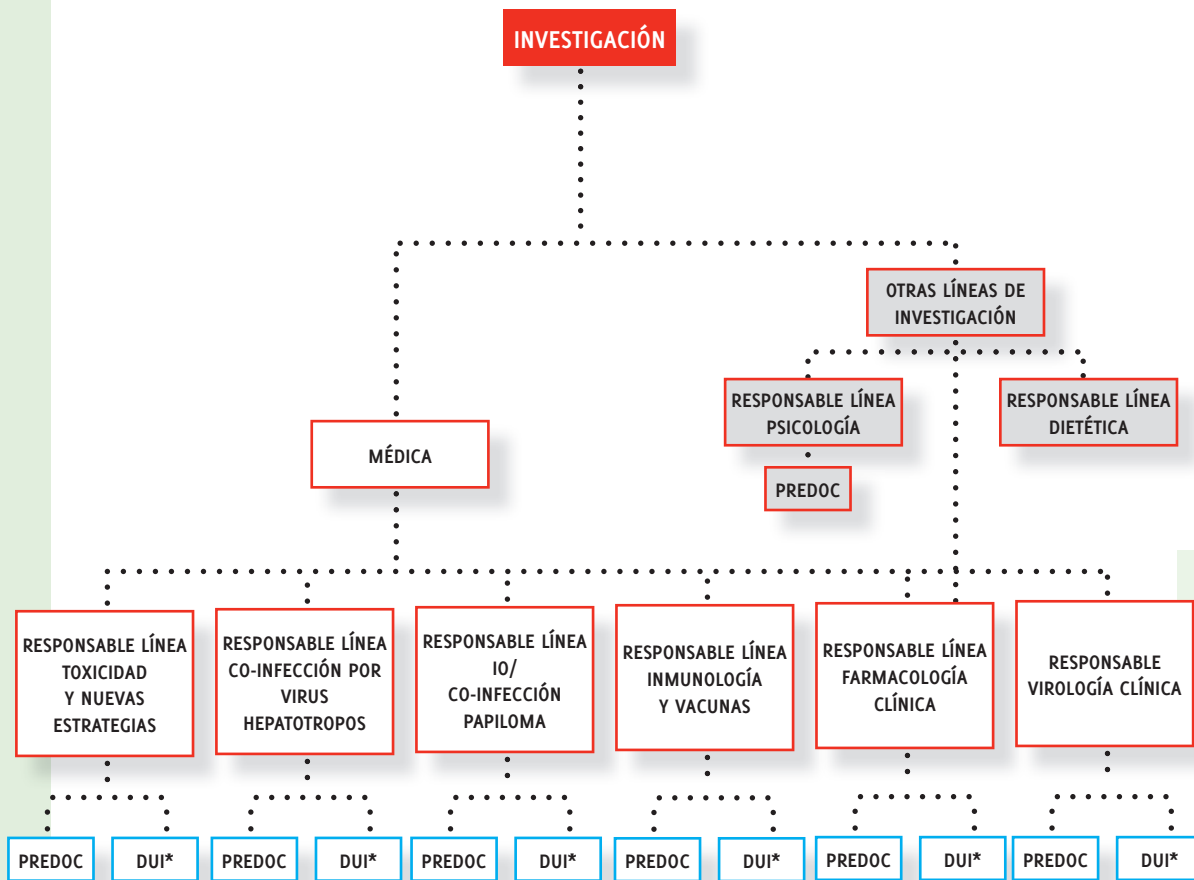 INVESTIGACIÓN
OTRAS LÍNEAS DE
INVESTIGACIÓN
RESPONSABLE LÍNEA
PSICOLOGÍA
RESPONSABLE LÍNEA
DIETÉTICA
MÉDICA
PREDOC
RESPONSABLE LÍNEA
TOXICIDAD
Y NUEVAS
ESTRATEGIAS
RESPONSABLE LÍNEA
CO-INFECCIÓN POR
VIRUS
HEPATOTROPOS
RESPONSABLE LÍNEA
IO/
CO-INFECCIÓN
PAPILOMA
RESPONSABLE LÍNEA
INMUNOLOGÍA
Y VACUNAS
RESPONSABLE LÍNEA
FARMACOLOGÍA
CLÍNICA
RESPONSABLE
VIROLOGÍA CLÍNICA
PREDOC
DUI*
PREDOC
DUI*
PREDOC
DUI*
PREDOC
DUI*
PREDOC
DUI*
PREDOC
DUI*